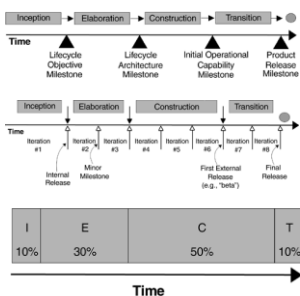 Inception
Elaboration
Construction
Transition
Time
Lifecycle
Objective
Milestone
Lifecycle
Architecture
Milestone
Initial Operational
Capability
Milestone
Product
Release
Milestone
Inception
Elaboration
Construction
Transition
Time
Iteration
#1
Iteration
#2
Iteration
#3
Iteration
#4
Iteration
#5
Iteration
#6
Iteration
#7
Iteration
#8
Internal
Release
Minor
Milestone
First External
Release
(e.g., "beta")
Final
Release
I
E
C
T
10%
30%
50%
10%
Time